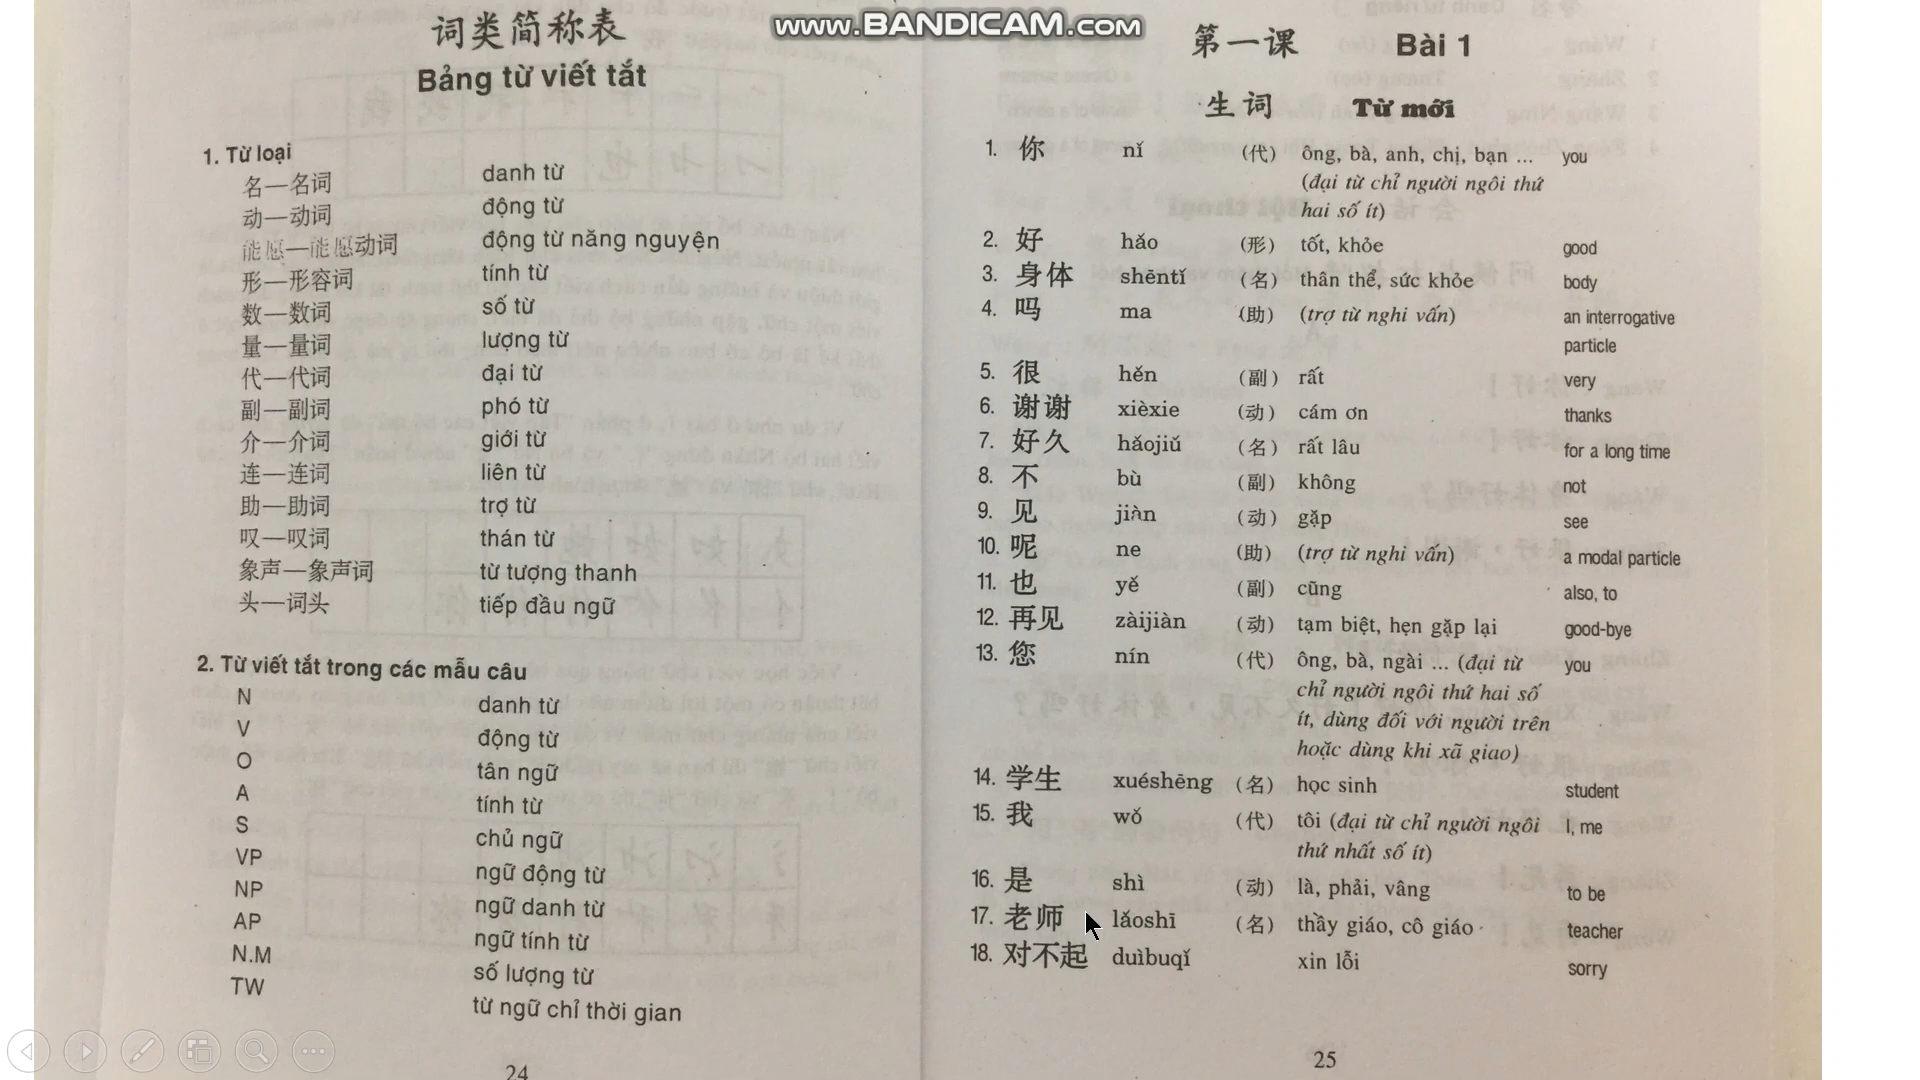 www.BANDICAM.com
词类简称表
Bảng từ viết tắt
1. Từ loại
名—名词 danh từ
动—动词 động từ
能愿—能愿动词 động từ năng nguyện
形—形容词 tính từ
数—数词 số từ
量—量词 lượng từ
代—代词 đại từ
副—副词 phó từ
介—介词 giới từ
连—连词 liên từ
助—助词 trợ từ
叹—叹词 thán từ
象声—象声词 từ tượng thanh
头—词头 tiếp đầu ngữ
2. Từ viết tắt trong các mẫu câu
N danh từ
V động từ
O tân ngữ
A tính từ
S chủ ngữ
VP ngữ động từ
NP ngữ danh từ
AP ngữ tính từ
N.M số lượng từ
TW từ ngữ chỉ thời gian
24
第一课 Bài 1
生词 Từ mới
1. 你 nǐ (代) ông, bà, anh, chị, bạn ... you
(đại từ chỉ người ngôi thứ
hai số ít)
2. 好 hǎo (形) tốt, khỏe good
3. 身体 shēntǐ (名) thân thể, sức khỏe body
4. 吗 ma (助) (trợ từ nghi vấn) an interrogative
particle
5. 很 hěn (副) rất very
6. 谢谢 xièxie (动) cám ơn thanks
7. 好久 hǎojiǔ (名) rất lâu for a long time
8. 不 bù (副) không not
9. 见 jiàn (动) gặp see
10. 呢 ne (助) (trợ từ nghi vấn) a modal particle
11. 也 yě (副) cũng also, to
12. 再见 zàijiàn (动) tạm biệt, hẹn gặp lại good-bye
13. 您 nín (代) ông, bà, ngài ... (đại từ you
chỉ người ngôi thứ hai số
ít, dùng đối với người trên
hoặc dùng khi xã giao)
14. 学生 xuéshēng (名) học sinh student
15. 我 wǒ (代) tôi (đại từ chỉ người ngôi I, me
thứ nhất số ít)
16. 是 shì (动) là, phải, vâng to be
17. 老师 lǎoshī (名) thầy giáo, cô giáo teacher
18. 对不起 duìbuqǐ xin lỗi sorry
25